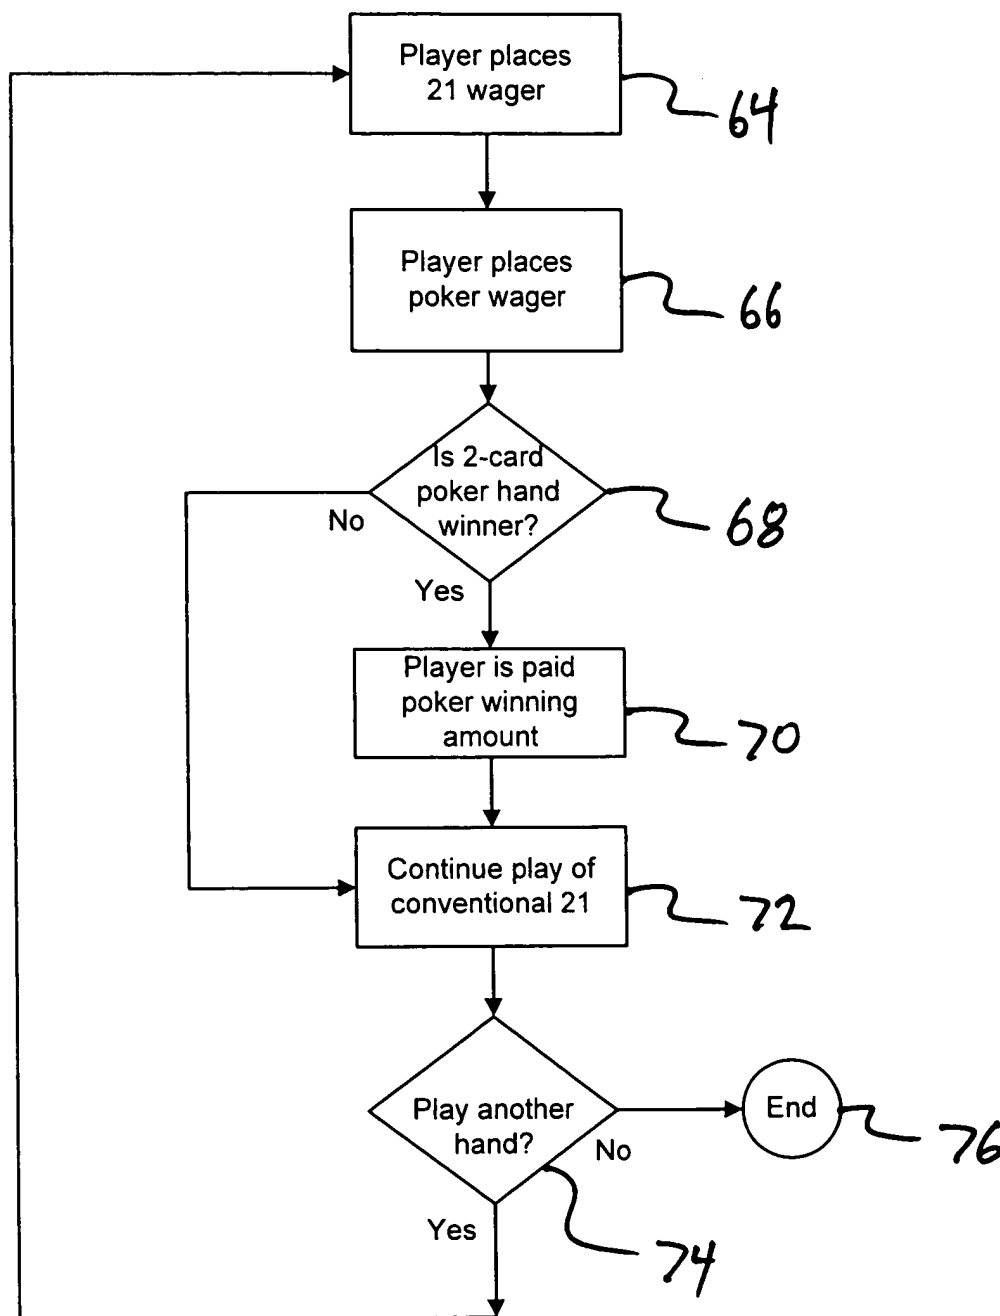 Player places
21 wager
64
Player places
poker wager
66
Is 2-card
poker hand
winner?
No
68
Yes
Player is paid
poker winning
amount
70
Continue play of
conventional 21
72
Play another
hand?
No
End
76
Yes
74